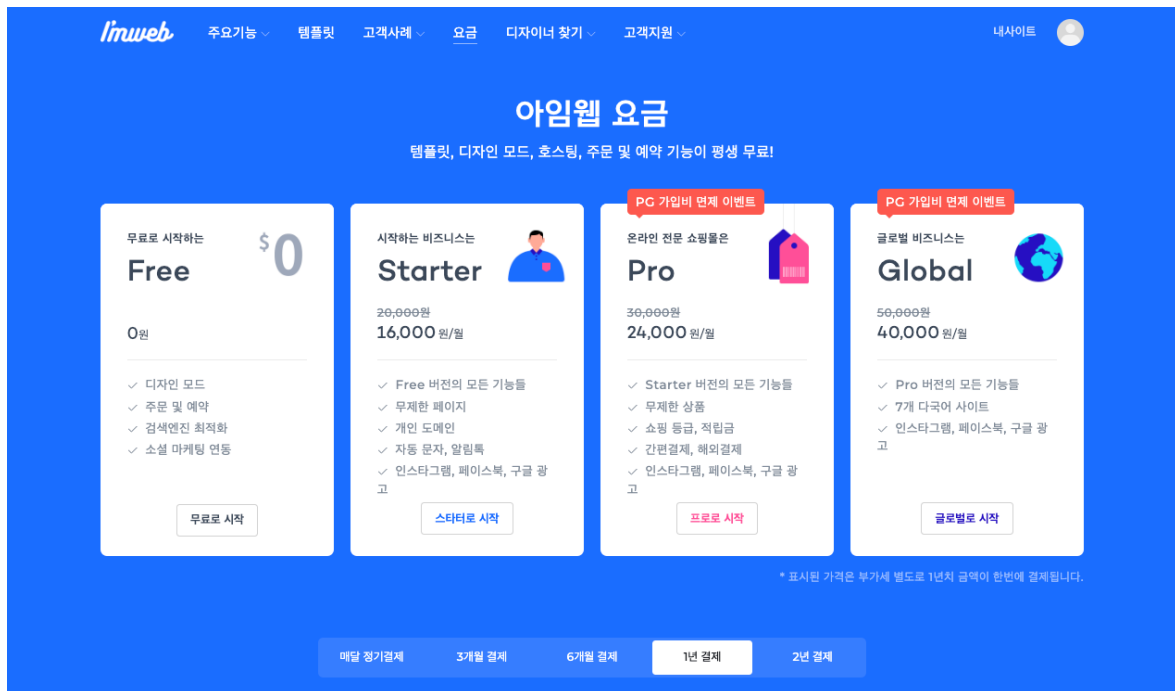 I'mweb 주요기능 템플릿 고객사례 요금 디자이너 찾기 고객지원 내사이트
아임웹 요금
템플릿, 디자인 모드, 호스팅, 주문 및 예약 기능이 평생 무료!
무료로 시작하는
Free
$0
0원
디자인 모드
주문 및 예약
검색엔진 최적화
소셜 마케팅 연동
무료로 시작
시작하는 비즈니스는
Starter
20,000원
16,000 원/월
Free 버전의 모든 기능들
무제한 페이지
개인 도메인
자동 문자, 알림톡
인스타그램, 페이스북, 구글 광
고
스타터로 시작
PG 가입비 면제 이벤트
온라인 전문 쇼핑몰은
Pro
30,000원
24,000 원/월
Starter 버전의 모든 기능들
무제한 상품
쇼핑 등급, 적립금
간편결제, 해외결제
인스타그램, 페이스북, 구글 광
고
프로로 시작
PG 가입비 면제 이벤트
글로벌 비즈니스는
Global
50,000원
40,000 원/월
Pro 버전의 모든 기능들
7개 다국어 사이트
인스타그램, 페이스북, 구글 광
고
글로벌로 시작
* 표시된 가격은 부가세 별도로 1년치 금액이 한번에 결제됩니다.
매달 정기결제 3개월 결제 6개월 결제 1년 결제 2년 결제